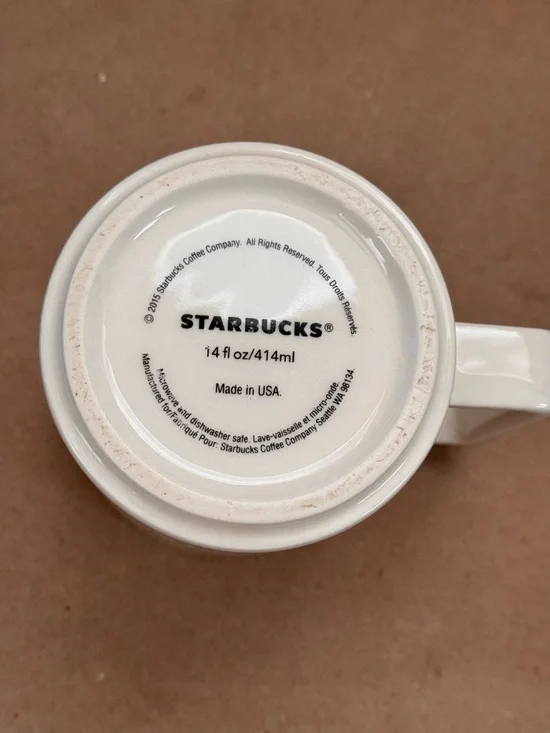 © 2015 Starbucks Coffee Company. All Rights Reserved. Tous Droits Réservés.
STARBUCKS®
14 fl oz/414ml
Made in USA.
Microwave and dishwasher safe. Lave-vaisselle et micro-onde.
Manufactured for/Fabriqué Pour: Starbucks Coffee Company Seattle WA 98134